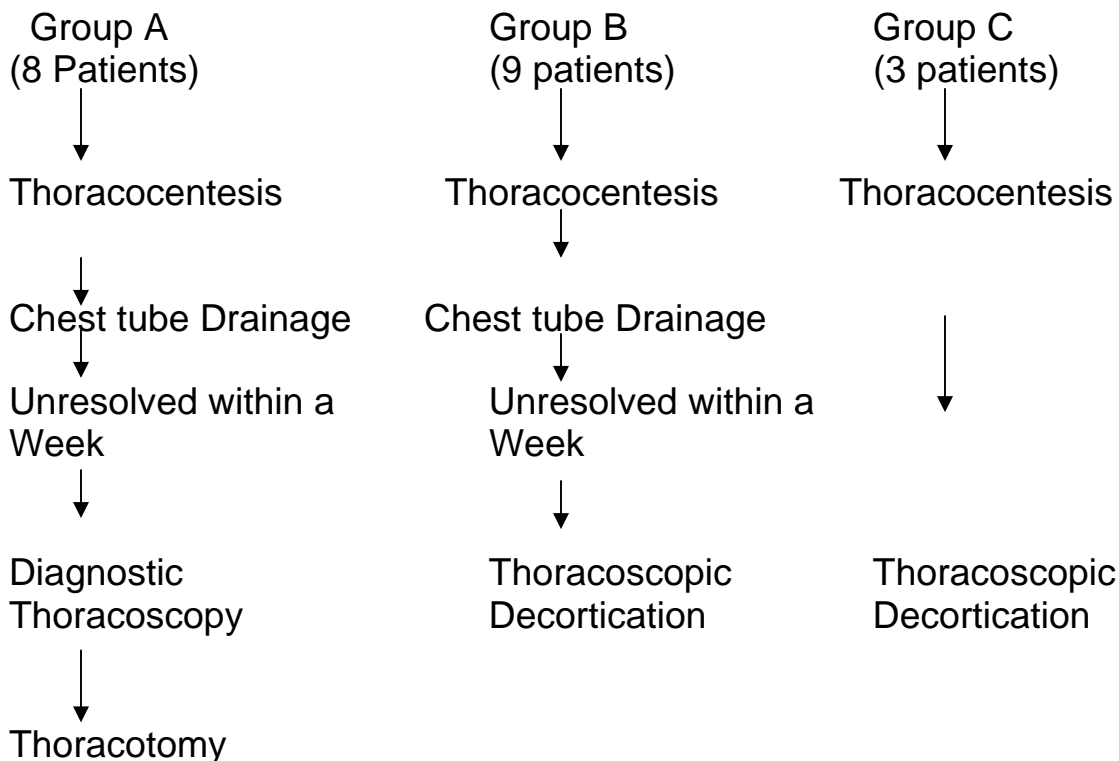 Group A
(8 Patients)
Thoracocentesis
Chest tube Drainage
Unresolved within a
Week
Diagnostic
Thoracoscopy
Thoracotomy
Group B
(9 patients)
Thoracocentesis
Chest tube Drainage
Unresolved within a
Week
Thoracoscopic
Decortication
Group C
(3 patients)
Thoracocentesis
Thoracoscopic
Decortication